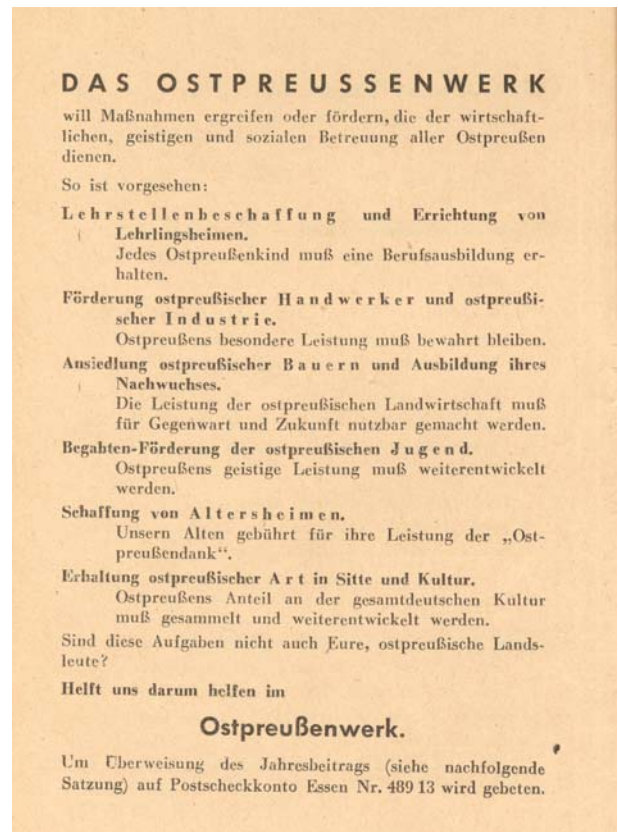 DAS OSTPREUSSENWERK
will Maßnahmen ergreifen oder fördern, die der wirtschaft-
lichen, geistigen und sozialen Betreuung aller Ostpreußen
dienen.
So ist vorgesehen:
Lehrstellenbeschaffung und Errichtung von
Lehrlingsheimen.
Jedes Ostpreußenkind muß eine Berufsausbildung er-
halten.
Förderung ostpreußischer Handwerker und ostpreußi-
scher Industrie.
Ostpreußens besondere Leistung muß bewahrt bleiben.
Ansiedlung ostpreußischer Bauern und Ausbildung ihres
Nachwuchses.
Die Leistung der ostpreußischen Landwirtschaft muß
für Gegenwart und Zukunft nutzbar gemacht werden.
Begabten-Förderung der ostpreußischen Jugend.
Ostpreußens geistige Leistung muß weiterentwickelt
werden.
Schaffung von Altersheimen.
Unsern Alten gebührt für ihre Leistung der „Ost-
preußendank“.
Erhaltung ostpreußischer Art in Sitte und Kultur.
Ostpreußens Anteil an der gesamtdeutschen Kultur
muß gesammelt und weiterentwickelt werden.
Sind diese Aufgaben nicht auch Eure, ostpreußische Lands-
leute?
Helft uns darum helfen im
Ostpreußenwerk.
Um Überweisung des Jahresbeitrags (siehe nachfolgende
Satzung) auf Postscheckkonto Essen Nr. 489 13 wird gebeten.